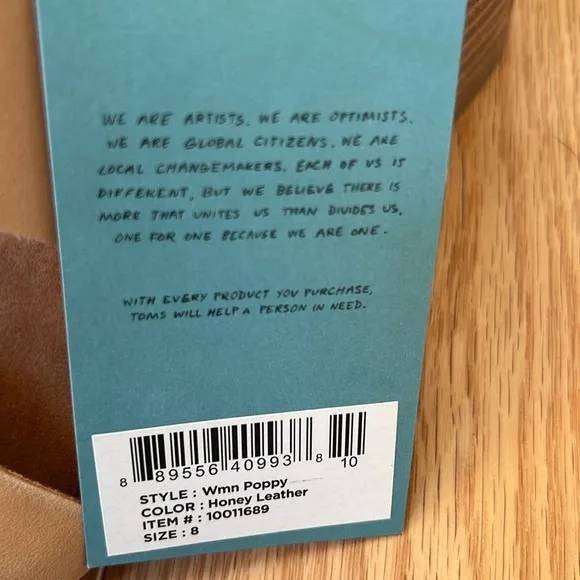 WE ARE ARTISTS. WE ARE OPTIMISTS.
WE ARE GLOBAL CITIZENS. WE ARE
LOCAL CHANGEMAKERS. EACH OF US IS
DIFFERENT, BUT WE BELIEVE THERE IS
MORE THAT UNITES US THAN DIVIDES US.
ONE FOR ONE BECAUSE WE ARE ONE.
WITH EVERY PRODUCT YOU PURCHASE,
TOMS WILL HELP A PERSON IN NEED.
8 89556 40993 8 10
STYLE : Wmn Poppy
COLOR : Honey Leather
ITEM # : 10011689
SIZE : 8